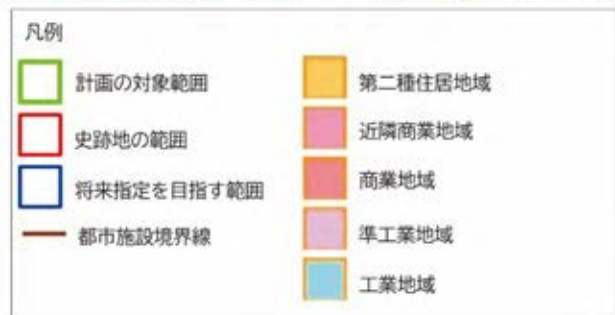 凡例
計画の対象範囲
史跡地の範囲
将来指定を目指す範囲
都市施設境界線
第二種住居地域
近隣商業地域
商業地域
準工業地域
工業地域